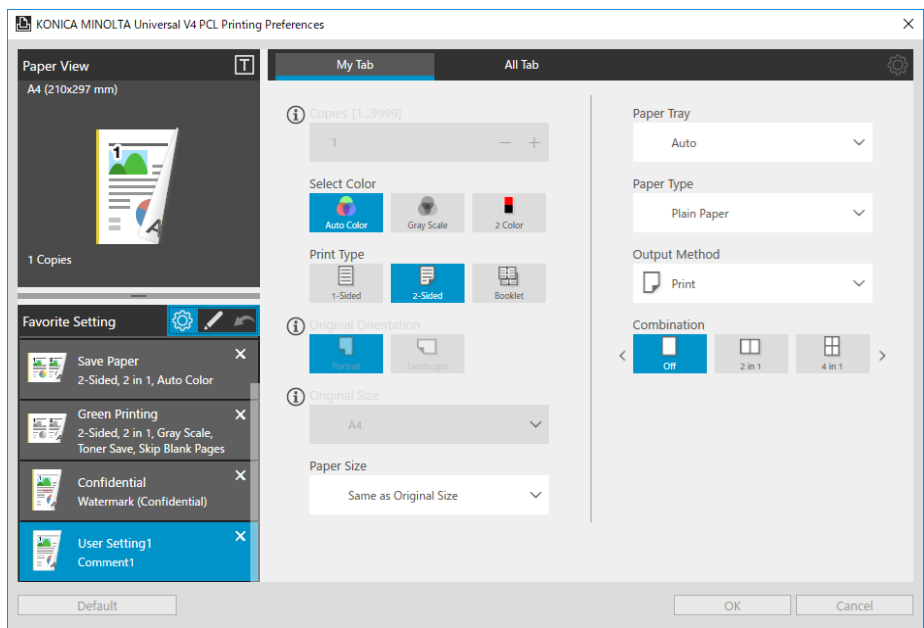 KONICA MINOLTA Universal V4 PCL Printing Preferences
Paper View
T
A4 (210x297 mm)
1
1 Copies
Favorite Setting
Save Paper
2-Sided, 2 in 1, Auto Color
Green Printing
2-Sided, 2 in 1, Gray Scale,
Toner Save, Skip Blank Pages
Confidential
Watermark (Confidential)
User Setting1
Comment1
My Tab
All Tab
Copies [1...9999]
1
Select Color
Auto Color
Gray Scale
2 Color
Print Type
1-Sided
2-Sided
Booklet
Original Orientation
Portrait
Landscape
Original Size
A4
Paper Size
Same as Original Size
Paper Tray
Auto
Paper Type
Plain Paper
Output Method
Print
Combination
Off
2 in 1
4 in 1
Default
OK
Cancel